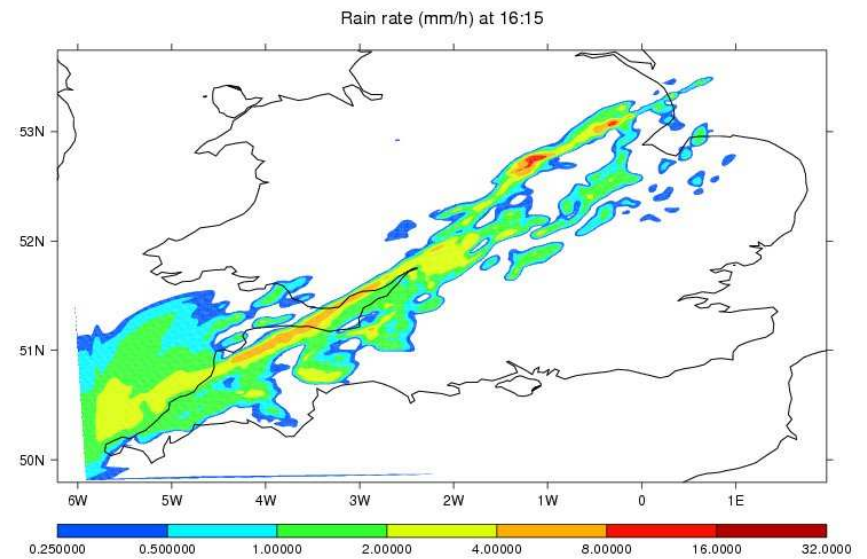 Rain rate (mm/h) at 16:15
53N
52N
51N
50N
6W 5W 4W 3W 2W 1W 0 1E
0.250000 0.500000 1.00000 2.00000 4.00000 8.00000 16.0000 32.0000